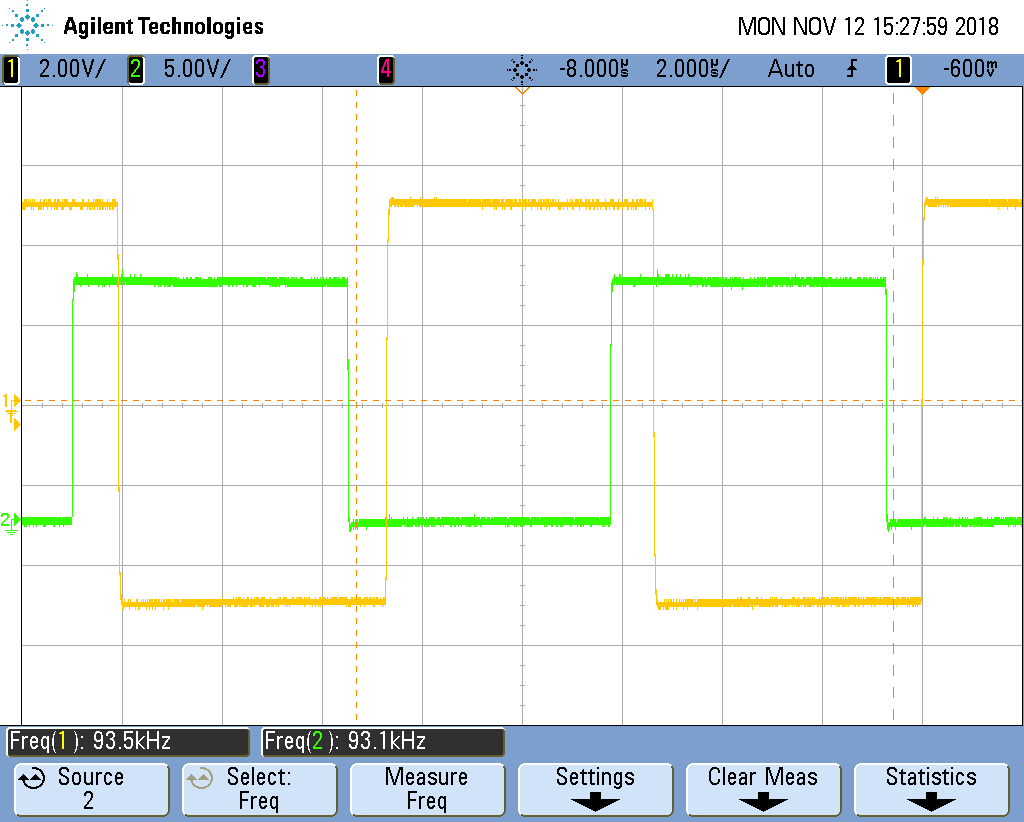 Agilent Technologies MON NOV 12 15:27:59 2018
1 2.00V/ 2 5.00V/ 3 4 -8.000µs 2.000µs/ Auto 1 -600mV
1
2
Freq(1): 93.5kHz Freq(2): 93.1kHz
Source Select: Measure Settings Clear Meas Statistics
2 Freq Freq